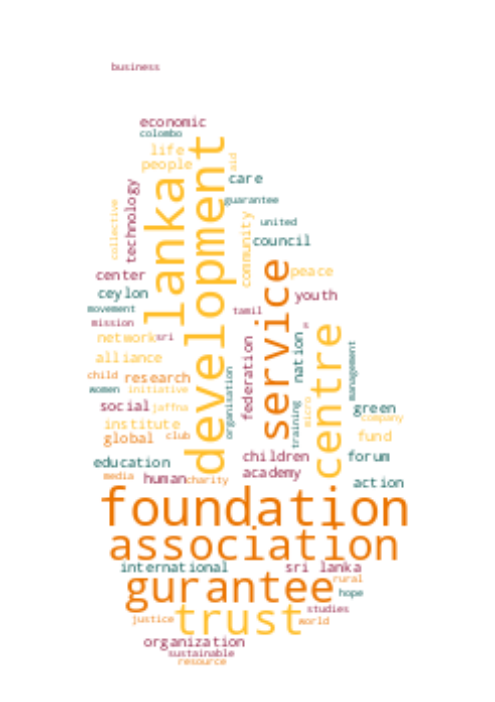 business
economic
colombo
life
people
aid
care
technology
collective
lanka
development
guarantee
community
united
council
center
ceylon
service
peace
youth
movement
mission
tamil
network
sri
s
centre
alliance
federation
nation
management
child
research
women
initiative
organisation
social
jaffna
training
micro
green
company
institute
global
club
fund
education
children
forum
media
human
charity
academy
action
foundation
association
international
sri lanka
gurantee
rural
hope
trust
studies
justice
world
organization
sustainable
resource